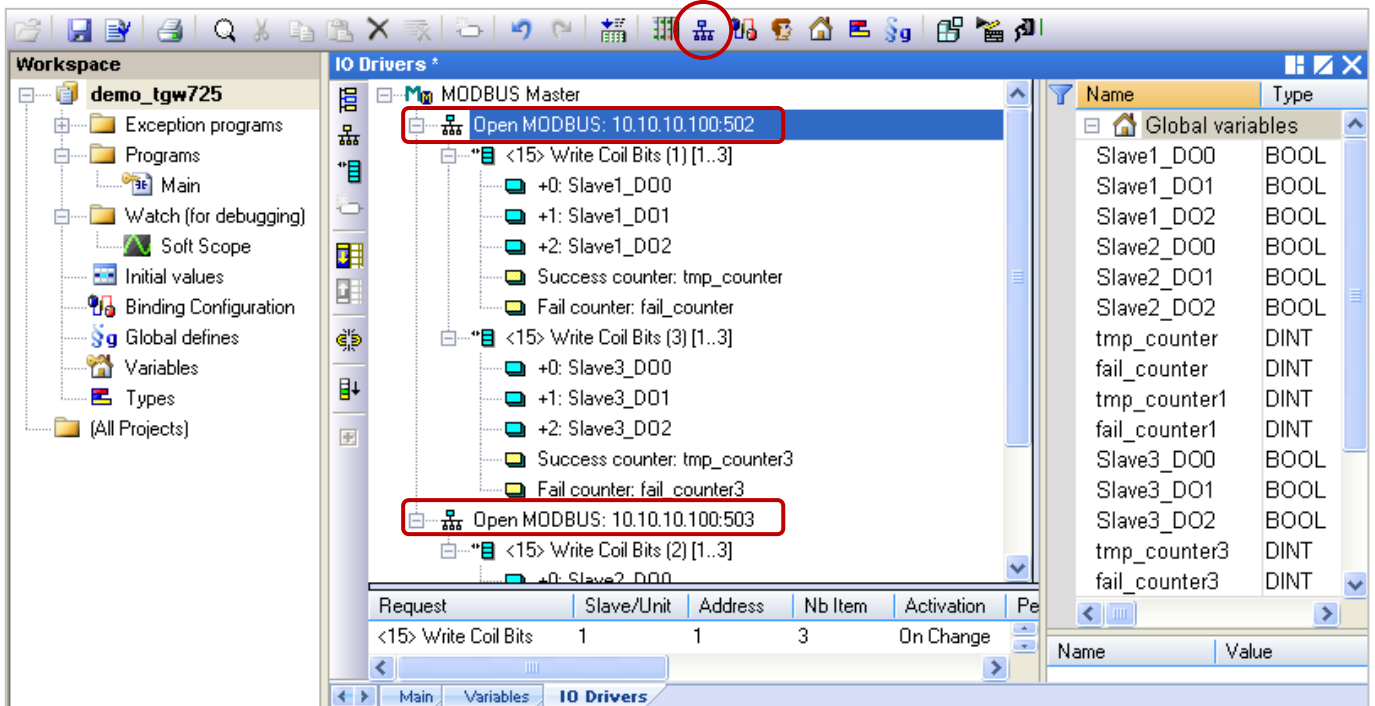 Workspace
demo_tgw725
Exception programs
Programs
Main
Watch (for debugging)
Soft Scope
Initial values
Binding Configuration
Global defines
Variables
Types
(All Projects)
IO Drivers *
MODBUS Master
Open MODBUS: 10.10.10.100:502
<15> Write Coil Bits (1) [1..3]
+0: Slave1_DO0
+1: Slave1_DO1
+2: Slave1_DO2
Success counter: tmp_counter
Fail counter: fail_counter
<15> Write Coil Bits (3) [1..3]
+0: Slave3_DO0
+1: Slave3_DO1
+2: Slave3_DO2
Success counter: tmp_counter3
Fail counter: fail_counter3
Open MODBUS: 10.10.10.100:503
<15> Write Coil Bits (2) [1..3]
+0: Slave2_DO0
Request Slave/Unit Address Nb Item Activation Pe
<15> Write Coil Bits 1 1 3 On Change
Main Variables IO Drivers
Name Type
Global variables
Slave1_DO0 BOOL
Slave1_DO1 BOOL
Slave1_DO2 BOOL
Slave2_DO0 BOOL
Slave2_DO1 BOOL
Slave2_DO2 BOOL
tmp_counter DINT
fail_counter DINT
tmp_counter1 DINT
fail_counter1 DINT
Slave3_DO0 BOOL
Slave3_DO1 BOOL
Slave3_DO2 BOOL
tmp_counter3 DINT
fail_counter3 DINT
Name Value